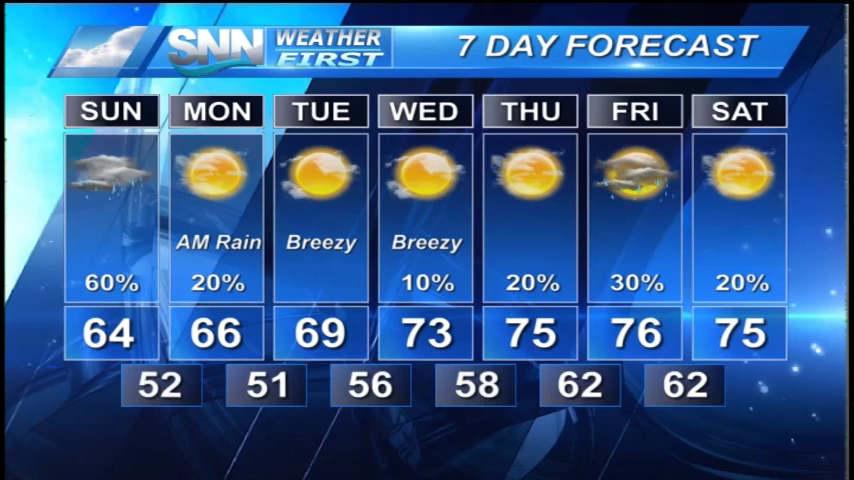 SNN WEATHER FIRST
7 DAY FORECAST
SUN MON TUE WED THU FRI SAT
AM Rain Breezy Breezy
60% 20% 10% 20% 30% 20%
64 66 69 73 75 76 75
52 51 56 58 62 62